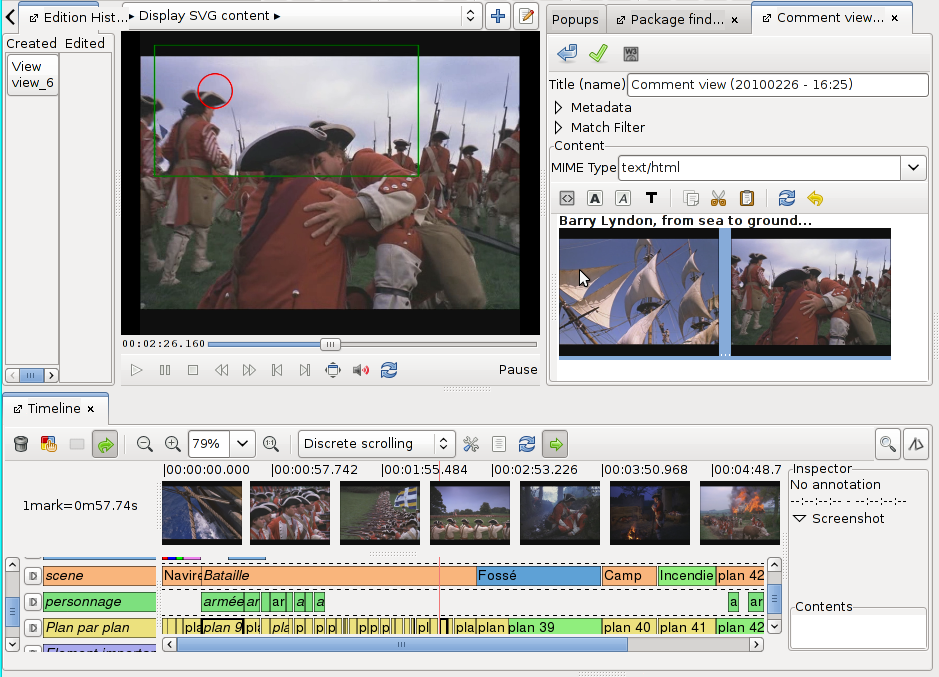 Edition Hist...
Display SVG content
Popups
Package find...
Comment view...
Created Edited
View
view_6
Title (name) Comment view (20100226 - 16:25)
Metadata
Match Filter
Content
MIME Type text/html
A A T
Barry Lyndon, from sea to ground...
00:02:26.160
Pause
Timeline
79%
1:1
Discrete scrolling
00:00:00.000 00:00:57.742 00:01:55.484 00:02:53.226 00:03:50.968 00:04:48.7
1mark=0m57.74s
Inspector
No annotation
--:--:--.-- - --:--:--.--
Screenshot
Contents
D scene Navire Bataille Fossé Camp Incendie plan 42
D personnage armée ar ar a a a ar
D Plan par plan pla plan 9 pla pla p p p p p p pl pla plan plan 39 plan 40 plan 41 plan 42